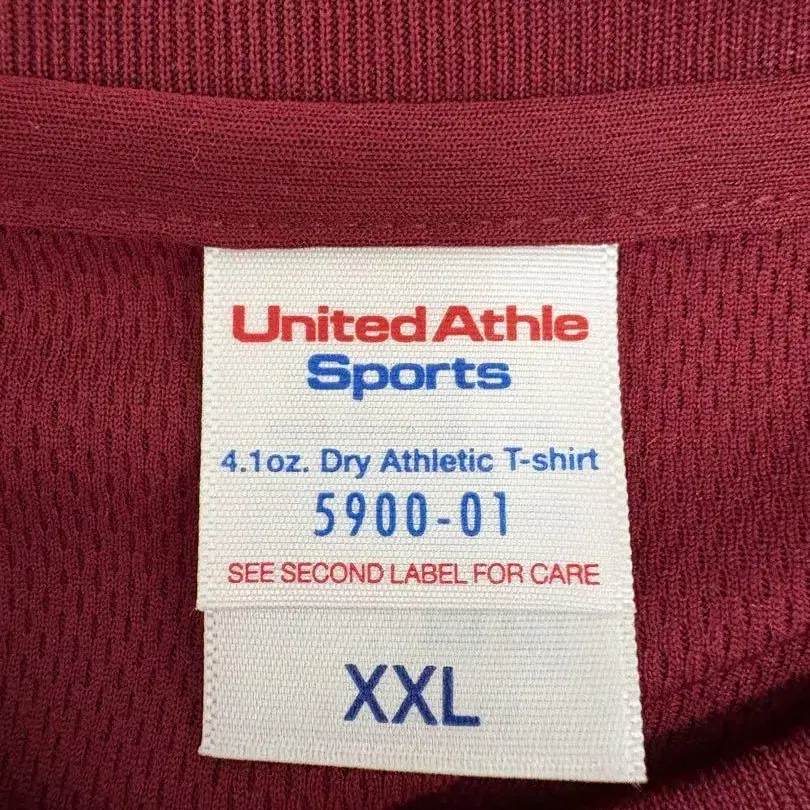 United Athle
Sports
4.1oz. Dry Athletic T-shirt
5900-01
SEE SECOND LABEL FOR CARE
XXL